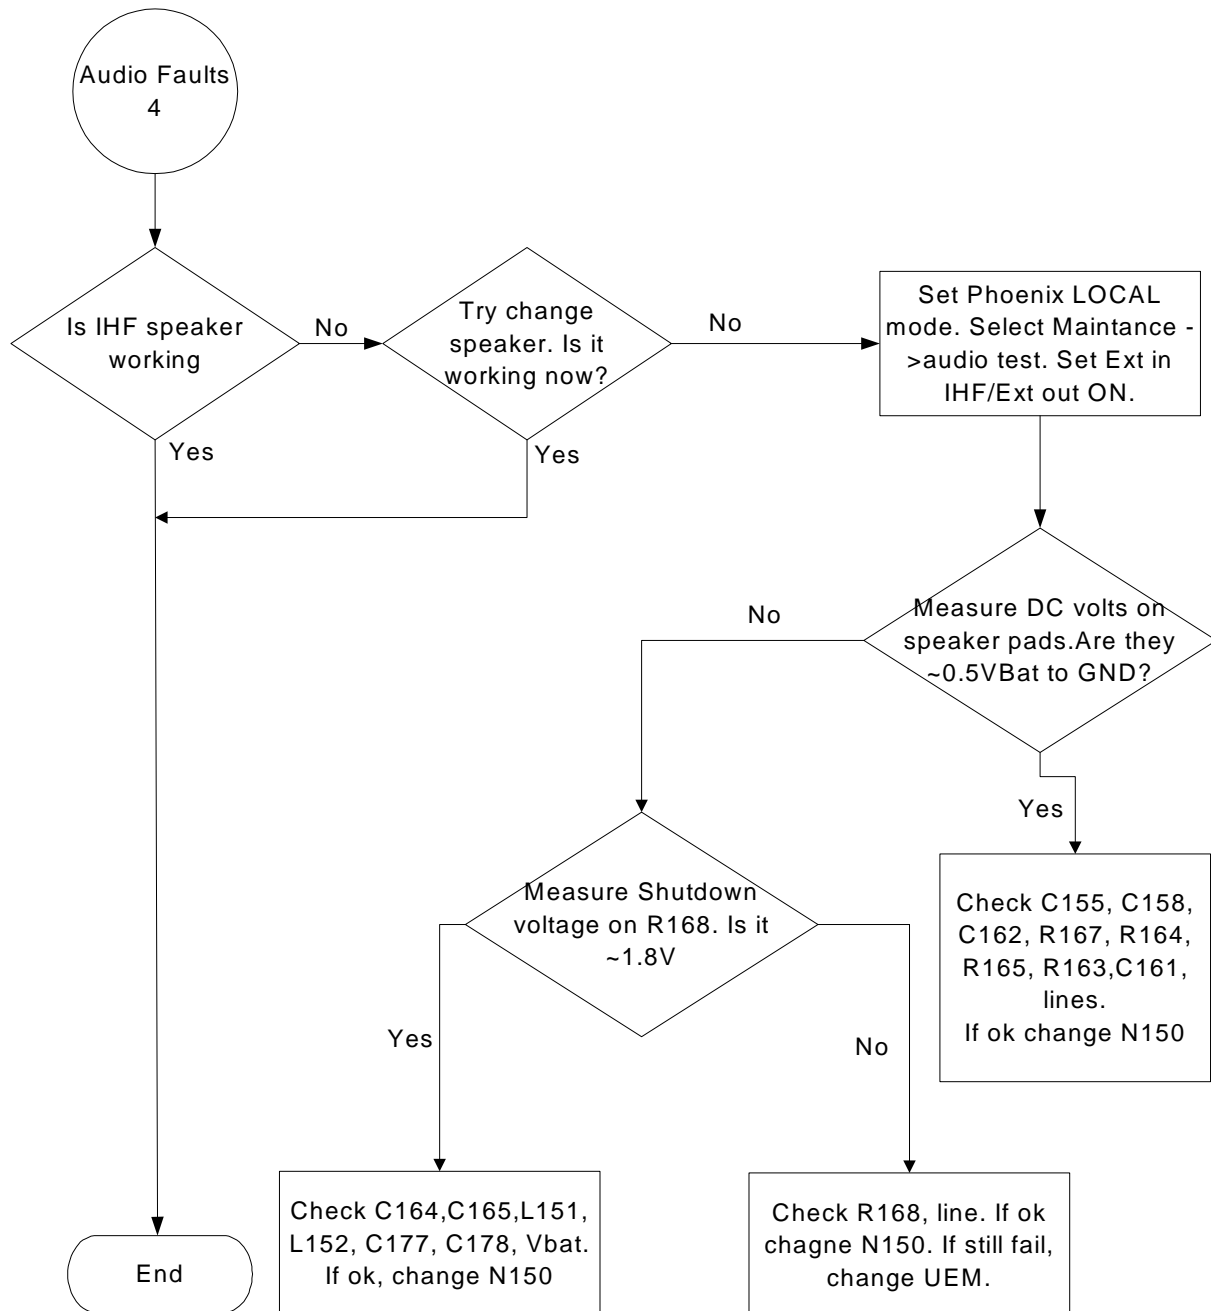 Audio Faults
4
Is IHF speaker
working
No
Try change
speaker. Is it
working now?
No
Set Phoenix LOCAL
mode. Select Maintance -
>audio test. Set Ext in
IHF/Ext out ON.
Yes
Yes
Measure DC volts on
speaker pads.Are they
~0.5VBat to GND?
No
Yes
Measure Shutdown
voltage on R168. Is it
~1.8V
Check C155, C158,
C162, R167, R164,
R165, R163,C161,
lines.
If ok change N150
Yes
No
Check C164,C165,L151,
L152, C177, C178, Vbat.
If ok, change N150
Check R168, line. If ok
chagne N150. If still fail,
change UEM.
End